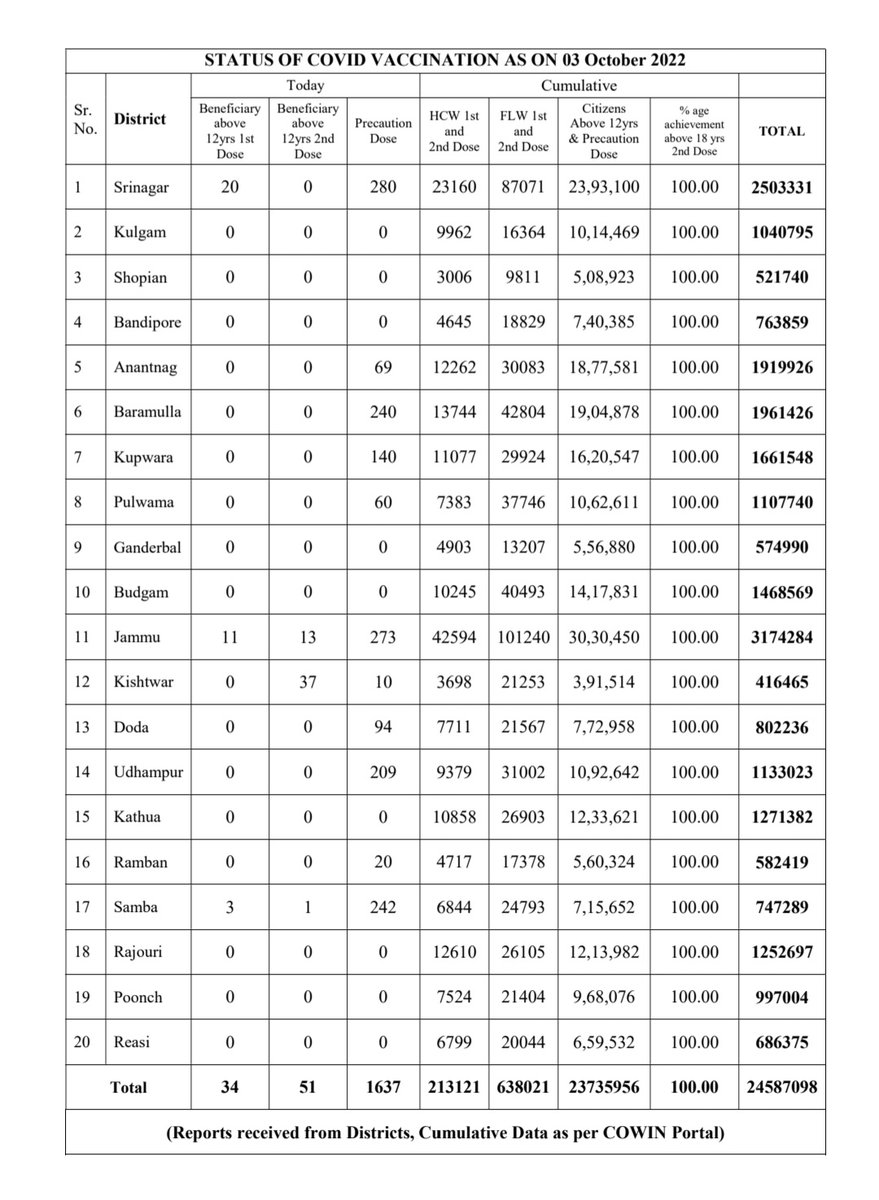 STATUS OF COVID VACCINATION AS ON 03 October 2022
Sr. No. District Today Cumulative
Beneficiary above 12yrs 1st Dose Beneficiary above 12yrs 2nd Dose Precaution Dose HCW 1st and 2nd Dose FLW 1st and 2nd Dose Citizens Above 12yrs & Precaution Dose % age achievement above 18 yrs 2nd Dose TOTAL
1 Srinagar 20 0 280 23160 87071 23,93,100 100.00 2503331
2 Kulgam 0 0 0 9962 16364 10,14,469 100.00 1040795
3 Shopian 0 0 0 3006 9811 5,08,923 100.00 521740
4 Bandipore 0 0 0 4645 18829 7,40,385 100.00 763859
5 Anantnag 0 0 69 12262 30083 18,77,581 100.00 1919926
6 Baramulla 0 0 240 13744 42804 19,04,878 100.00 1961426
7 Kupwara 0 0 140 11077 29924 16,20,547 100.00 1661548
8 Pulwama 0 0 60 7383 37746 10,62,611 100.00 1107740
9 Ganderbal 0 0 0 4903 13207 5,56,880 100.00 574990
10 Budgam 0 0 0 10245 40493 14,17,831 100.00 1468569
11 Jammu 11 13 273 42594 101240 30,30,450 100.00 3174284
12 Kishtwar 0 37 10 3698 21253 3,91,514 100.00 416465
13 Doda 0 0 94 7711 21567 7,72,958 100.00 802236
14 Udhampur 0 0 209 9379 31002 10,92,642 100.00 1133023
15 Kathua 0 0 0 10858 26903 12,33,621 100.00 1271382
16 Ramban 0 0 20 4717 17378 5,60,324 100.00 582419
17 Samba 3 1 242 6844 24793 7,15,652 100.00 747289
18 Rajouri 0 0 0 12610 26105 12,13,982 100.00 1252697
19 Poonch 0 0 0 7524 21404 9,68,076 100.00 997004
20 Reasi 0 0 0 6799 20044 6,59,532 100.00 686375
Total 34 51 1637 213121 638021 23735956 100.00 24587098
(Reports received from Districts, Cumulative Data as per COWIN Portal)